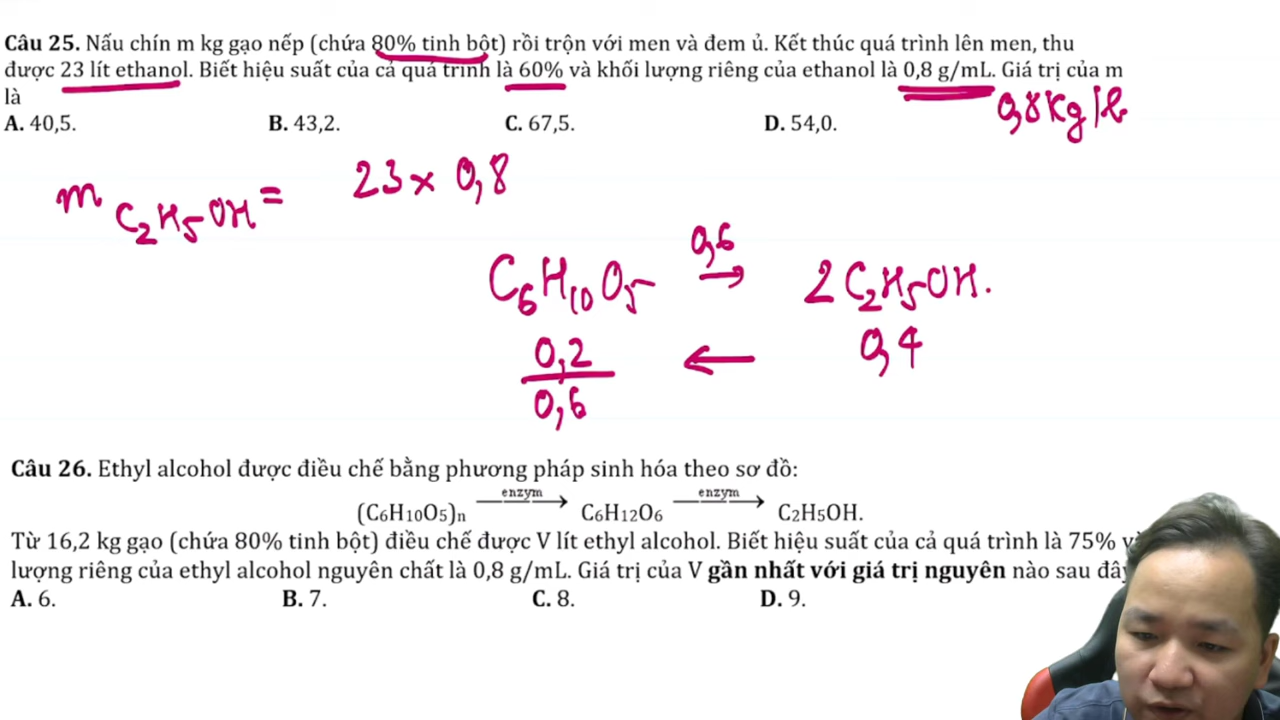 Câu 25. Nấu chín m kg gạo nếp (chứa 80% tinh bột) rồi trộn với men và đem ủ. Kết thúc quá trình lên men, thu
được 23 lít ethanol. Biết hiệu suất của cả quá trình là 60% và khối lượng riêng của ethanol là 0,8 g/mL. Giá trị của m
là
0,8 kg/lít
A. 40,5. B. 43,2. C. 67,5. D. 54,0.
m C₂H₅OH = 23 × 0,8
C₆H₁₀O₅ 0,6 → 2C₂H₅OH.
0,2 ← 0,4
0,6
Câu 26. Ethyl alcohol được điều chế bằng phương pháp sinh hóa theo sơ đồ:
(C₆H₁₀O₅)ₙ enzym → C₆H₁₂O₆ enzym → C₂H₅OH.
Từ 16,2 kg gạo (chứa 80% tinh bột) điều chế được V lít ethyl alcohol. Biết hiệu suất của cả quá trình là 75%
lượng riêng của ethyl alcohol nguyên chất là 0,8 g/mL. Giá trị của V gần nhất với giá trị nguyên nào sau
A. 6. B. 7. C. 8. D. 9.